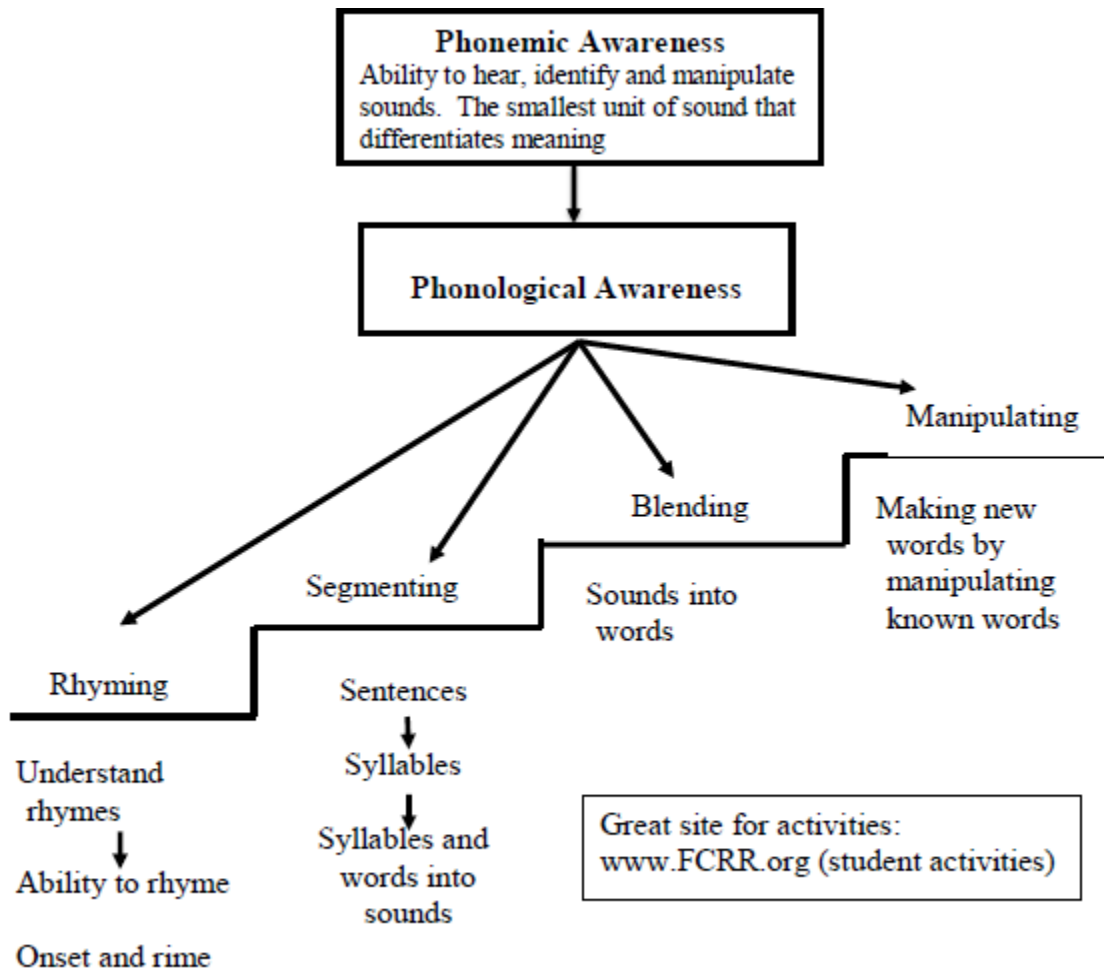 Phonemic Awareness
Ability to hear, identify and manipulate
sounds. The smallest unit of sound that
differentiates meaning
Phonological Awareness
Manipulating
Making new
words by
manipulating
known words
Blending
Sounds into
words
Segmenting
Sentences
Syllables
Syllables and
words into
sounds
Rhyming
Understand
rhymes
Ability to rhyme
Onset and rime
Great site for activities:
www.FCRR.org (student activities)